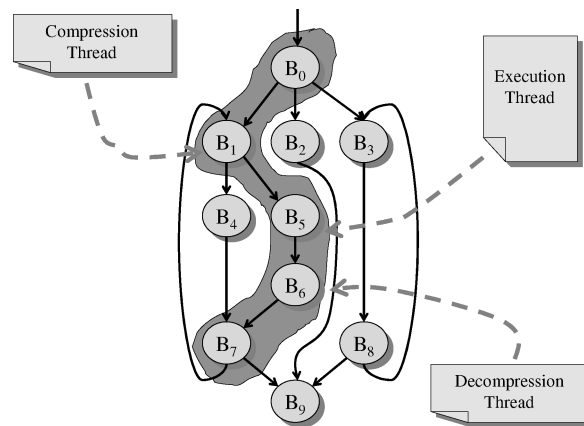 Compression
Thread
Execution
Thread
B0
B1
B2
B3
B4
B5
B6
B7
B8
B9
Decompression
Thread